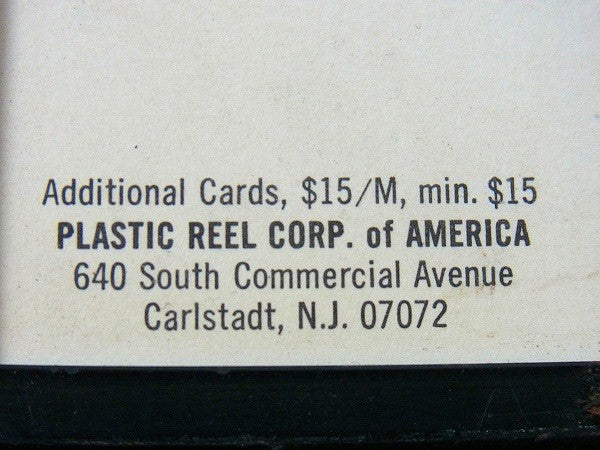 Additional Cards, $15/M, min. $15
PLASTIC REEL CORP. of AMERICA
640 South Commercial Avenue
Carlstadt, N.J. 07072